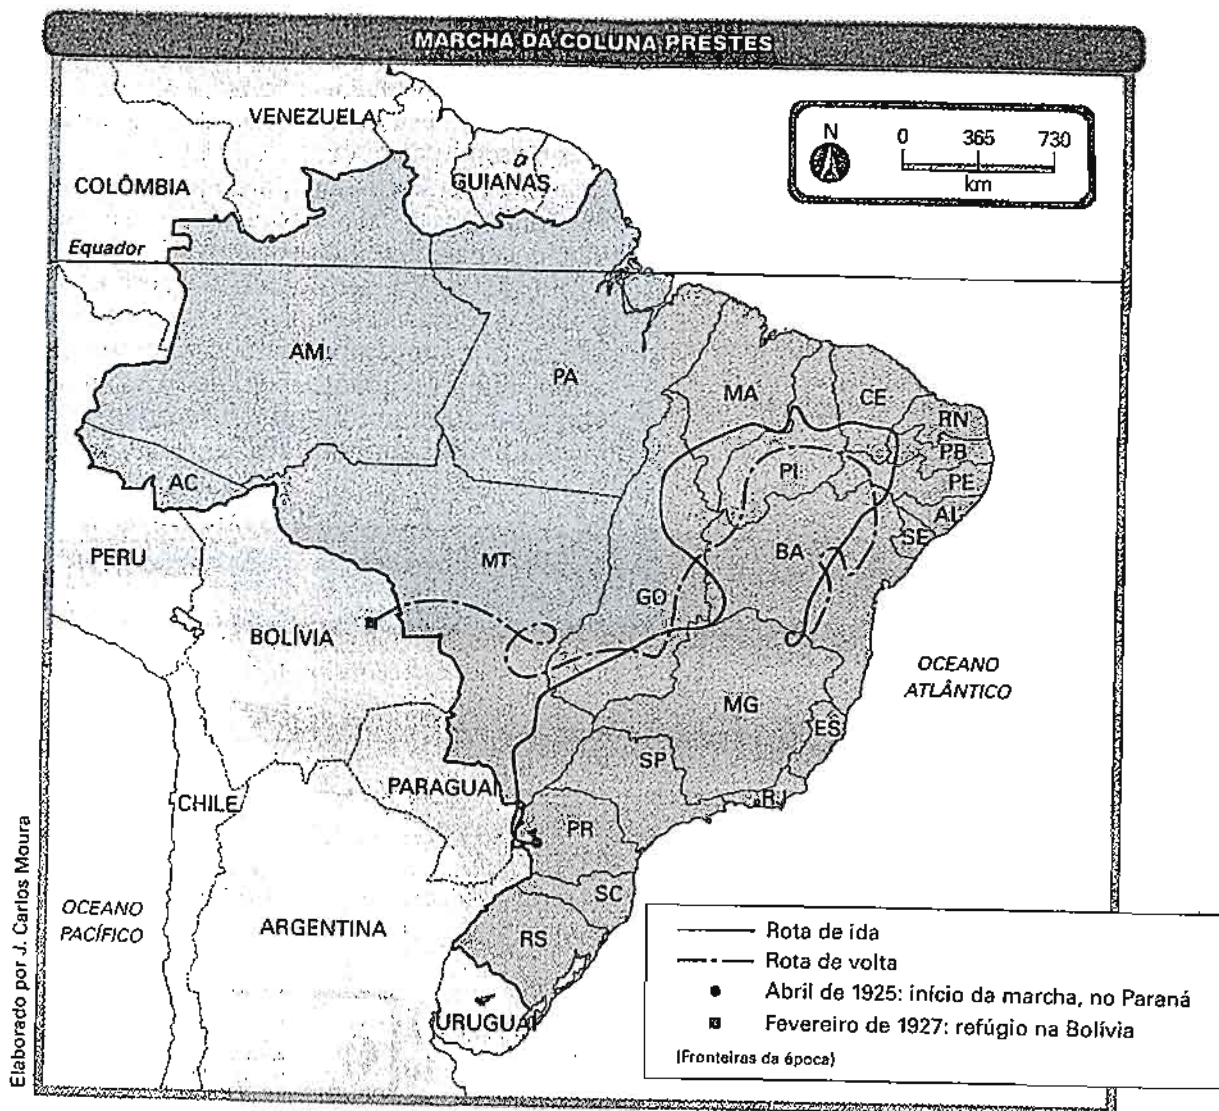 MARCHA DA COLUNA PRESTES
VENEZUELA
COLÔMBIA
GUIANAS
N
0 365 730
km
Equador
AM
PA
MA
CE
RN
PB
PE
AL
SE
PI
AC
PERU
MT
BA
GO
BOLÍVIA
OCEANO
ATLÂNTICO
MG
ES
SP
RJ
PARAGUAI
CHILE
PR
SC
OCEANO
PACÍFICO
ARGENTINA
RS
URUGUAI
Rota de ida
Rota de volta
Abril de 1925: início da marcha, no Paraná
Fevereiro de 1927: refúgio na Bolívia
(Fronteiras da época)
Elaborado por J. Carlos Moura